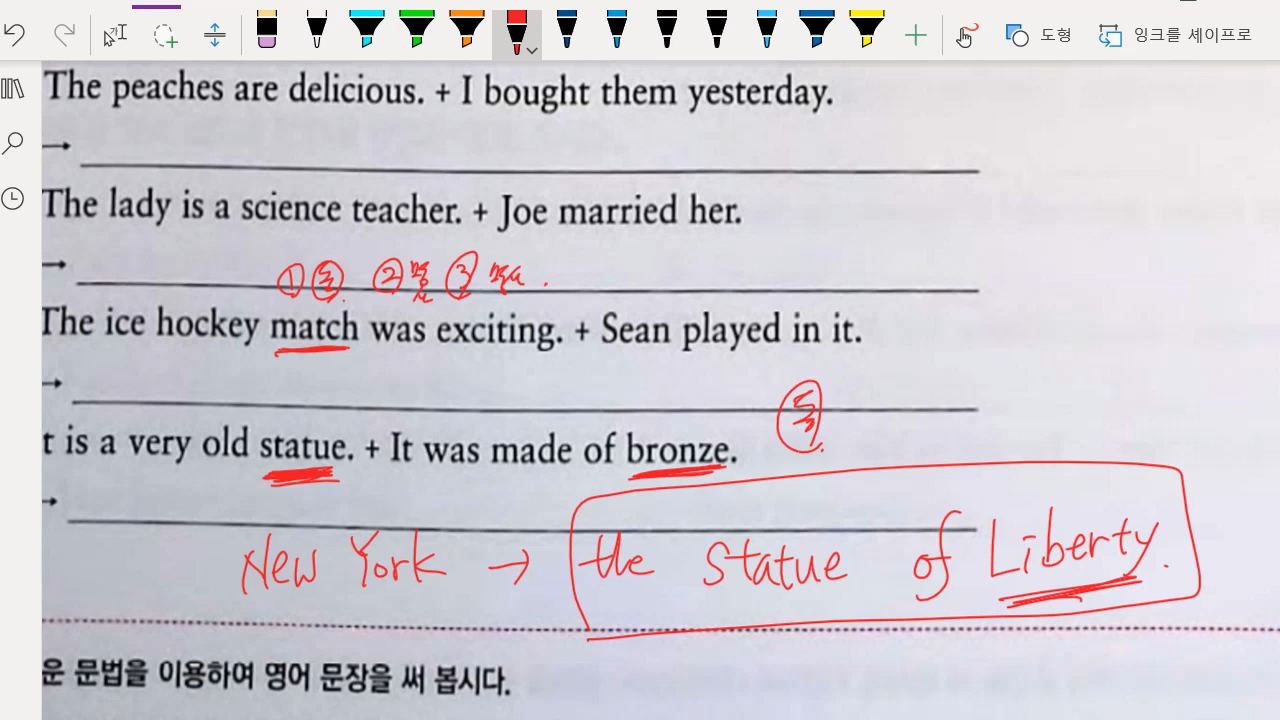 도형
잉크를 셰이프로
The peaches are delicious. + I bought them yesterday.
→
The lady is a science teacher. + Joe married her.
→
① ② ③
The ice hockey match was exciting. + Sean played in it.
→
t is a very old statue. + It was made of bronze.
→
New York → the Statue of Liberty.
운 문법을 이용하여 영어 문장을 써 봅시다.